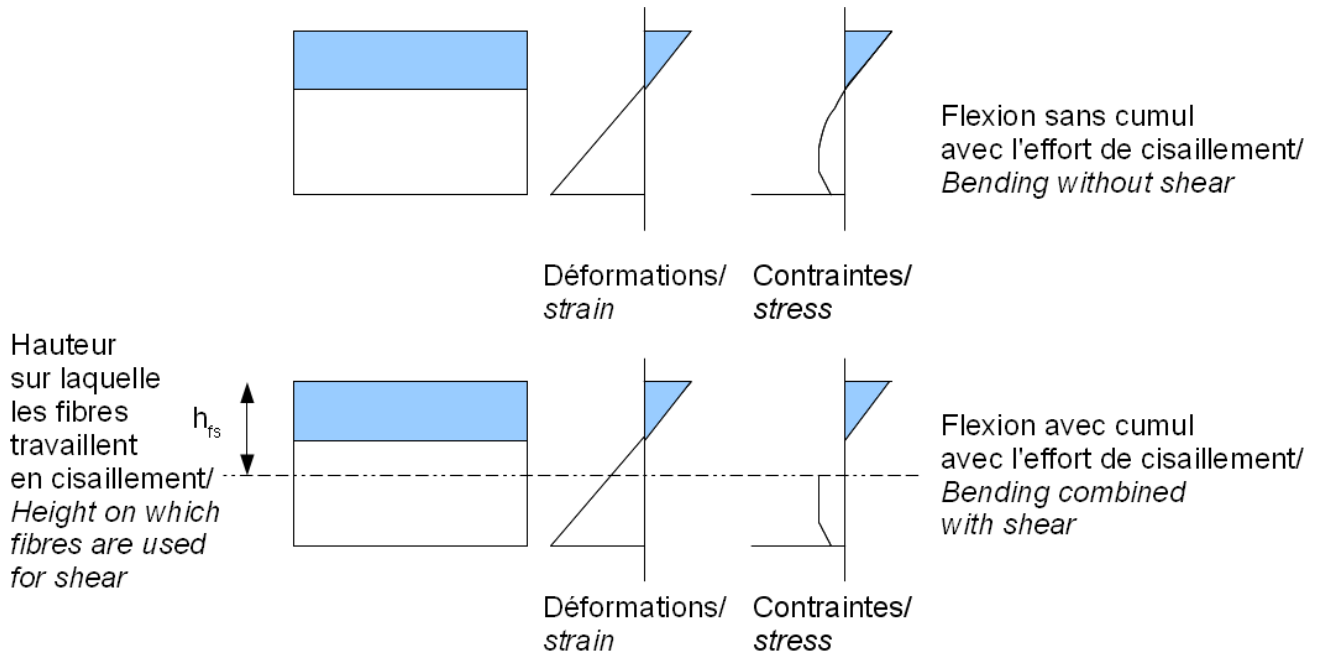 Flexion sans cumul
avec l'effort de cisaillement/
Bending without shear
Déformations/
strain
Contraintes/
stress
Hauteur
sur laquelle
les fibres
travaillent
en cisaillement/
Height on which
fibres are used
for shear
hfs
Flexion avec cumul
avec l'effort de cisaillement/
Bending combined
with shear
Déformations/
strain
Contraintes/
stress